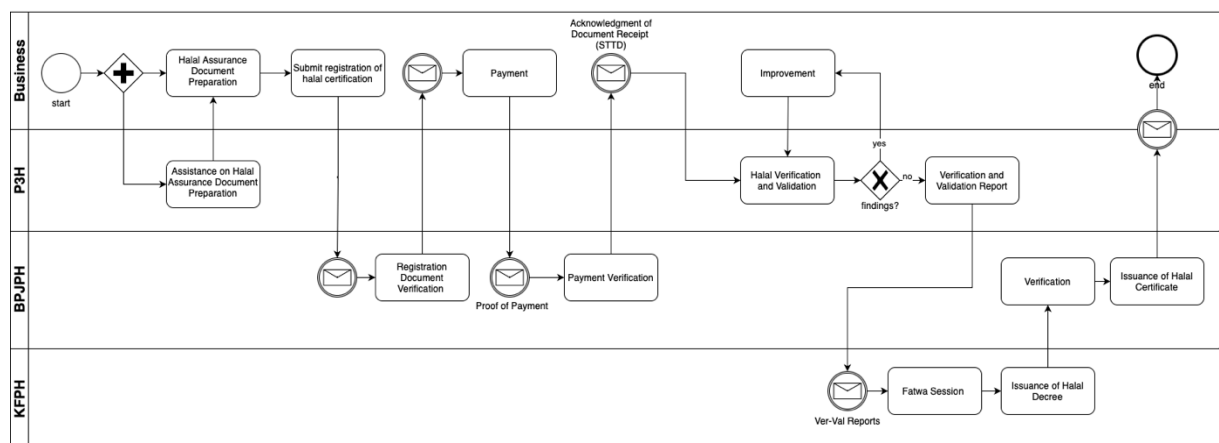 Business
start
Halal Assurance
Document
Preparation
Submit registration of
halal certification
Payment
Acknowledgment of
Document Receipt
(STTD)
Improvement
end
yes
P3H
Assistance on Halal
Assurance Document
Preparation
Halal Verification
and Validation
findings?
no
Verification and
Validation Report
BPJPH
Registration
Document
Verification
Proof of Payment
Payment Verification
Verification
Issuance of Halal
Certificate
KFPH
Ver-Val Reports
Fatwa Session
Issuance of Halal
Decree